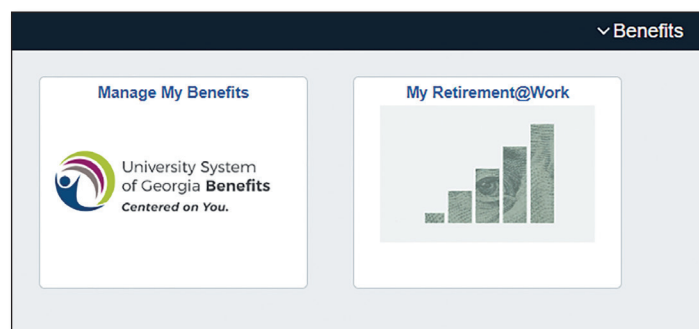 Benefits
Manage My Benefits
My Retirement@Work
University System
of Georgia Benefits
Centered on You.